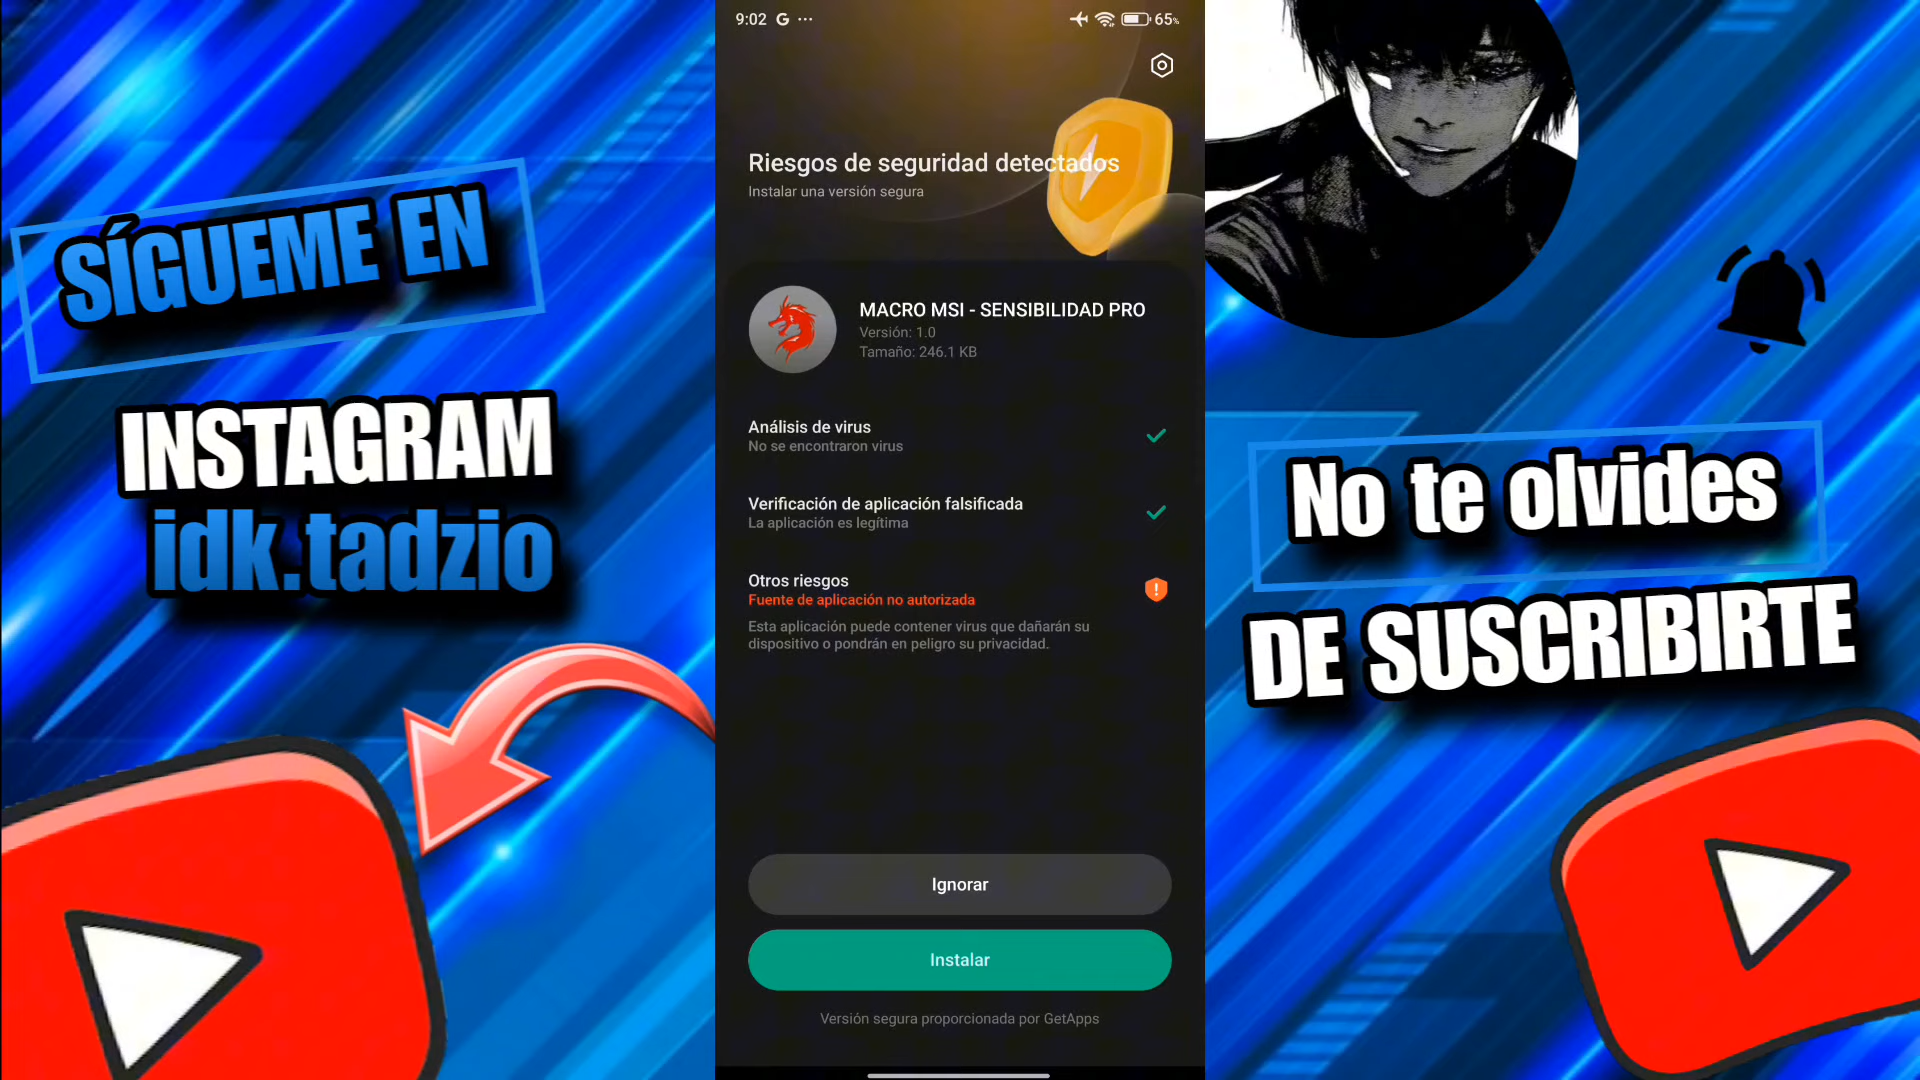 SÍGUEME EN
INSTAGRAM
idk.tadzio
9:02 G ...
65%
Riesgos de seguridad detectados
Instalar una versión segura
MACRO MSI - SENSIBILIDAD PRO
Versión: 1.0
Tamaño: 246.1 KB
Análisis de virus
No se encontraron virus
Verificación de aplicación falsificada
La aplicación es legítima
Otros riesgos
Fuente de aplicación no autorizada
Esta aplicación puede contener virus que dañarán su
dispositivo o pondrán en peligro su privacidad.
Ignorar
Instalar
Versión segura proporcionada por GetApps
No te olvides
DE SUSCRIBIRTE